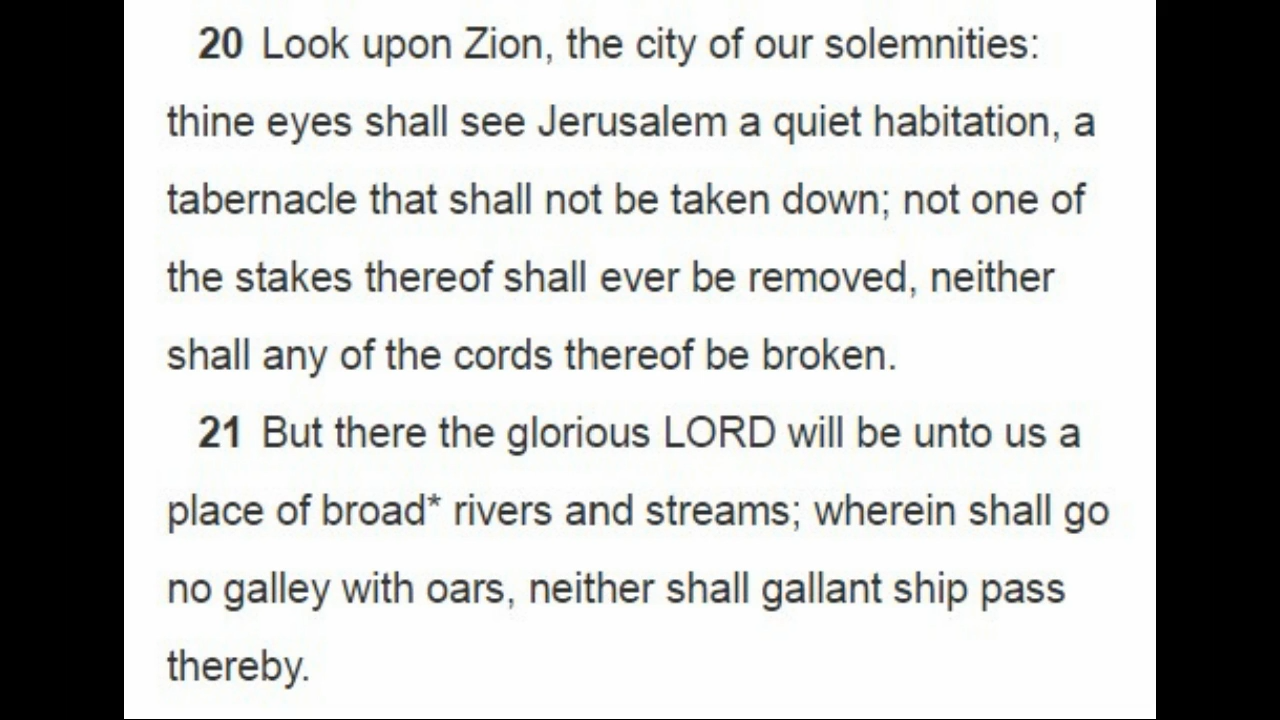 20 Look upon Zion, the city of our solemnities:
thine eyes shall see Jerusalem a quiet habitation, a
tabernacle that shall not be taken down; not one of
the stakes thereof shall ever be removed, neither
shall any of the cords thereof be broken.
21 But there the glorious LORD will be unto us a
place of broad* rivers and streams; wherein shall go
no galley with oars, neither shall gallant ship pass
thereby.